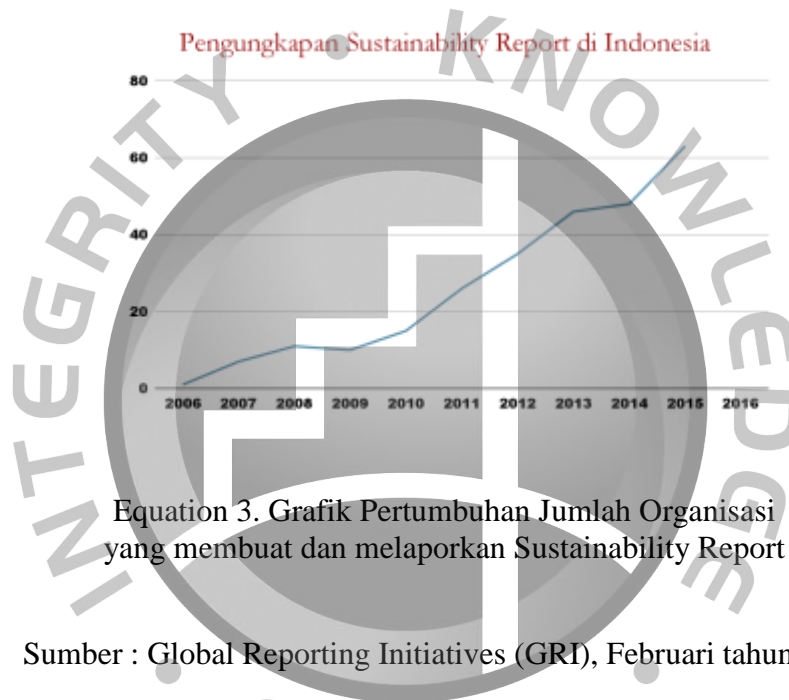 Pengungkapan Sustainability Report di Indonesia
80
60
40
20
0
2006 2007 2008 2009 2010 2011 2012 2013 2014 2015 2016
Equation 3. Grafik Pertumbuhan Jumlah Organisasi
yang membuat dan melaporkan Sustainability Report
Sumber : Global Reporting Initiatives (GRI), Februari tahun
INTEGRITY • KNOWLEDGE •